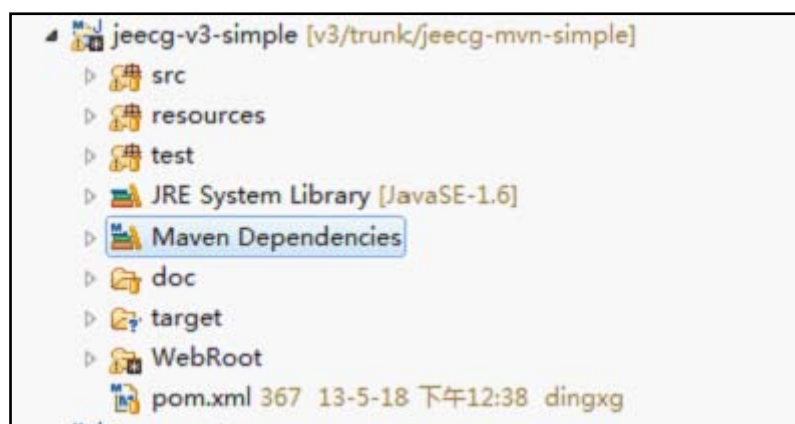 jeecg-v3-simple [v3/trunk/jeecg-mvn-simple]
src
resources
test
JRE System Library [JavaSE-1.6]
Maven Dependencies
doc
target
WebRoot
pom.xml 367 13-5-18 下午12:38 dingxg